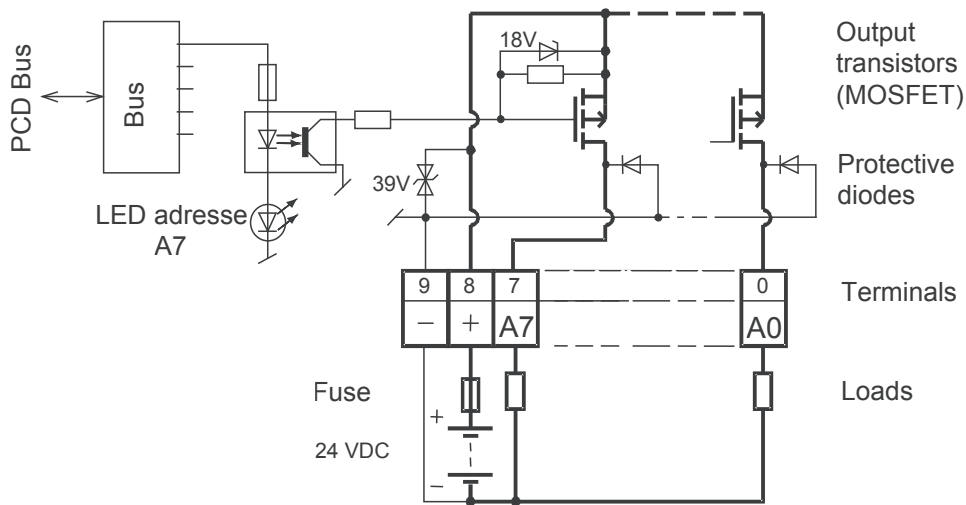 PCD Bus
Bus
18V
Output
transistors
(MOSFET)
39V
Protective
diodes
LED adresse
A7
9
8
7
0
Terminals
–
+
A7
A0
Fuse
Loads
+
24 VDC
–